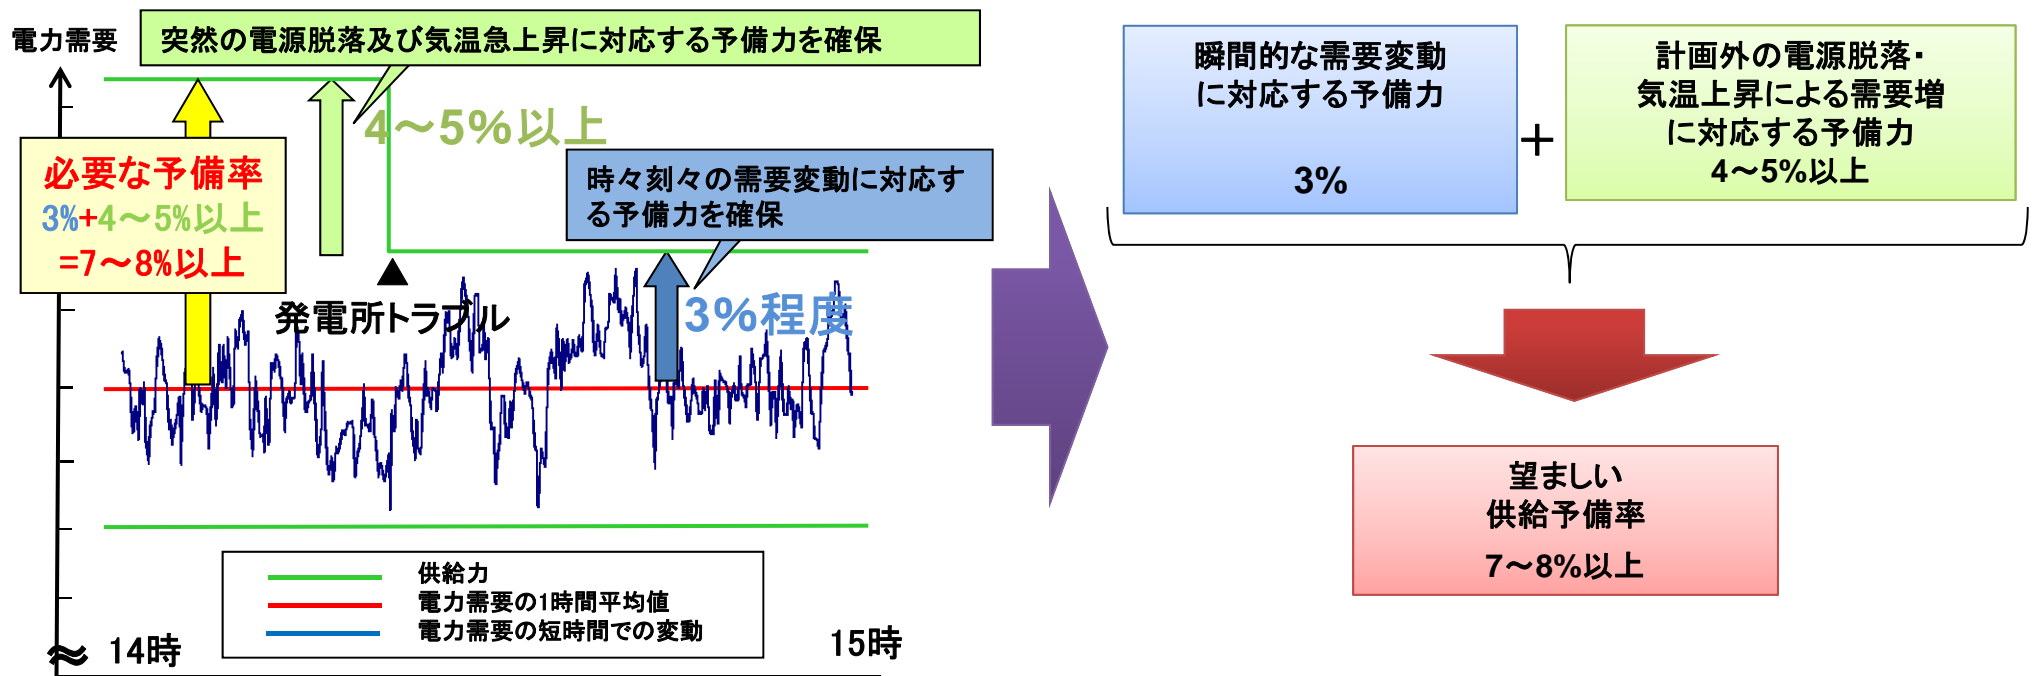 電力需要
突然の電源脱落及び気温急上昇に対応する予備力を確保
4～5%以上
必要な予備率
3%+4～5%以上
=7～8%以上
時々刻々の需要変動に対応す
る予備力を確保
3%程度
発電所トラブル
供給力
電力需要の1時間平均値
電力需要の短時間での変動
14時
15時
瞬間的な需要変動
に対応する予備力
3%
+
計画外の電源脱落・
気温上昇による需要増
に対応する予備力
4～5%以上
望ましい
供給予備率
7～8%以上